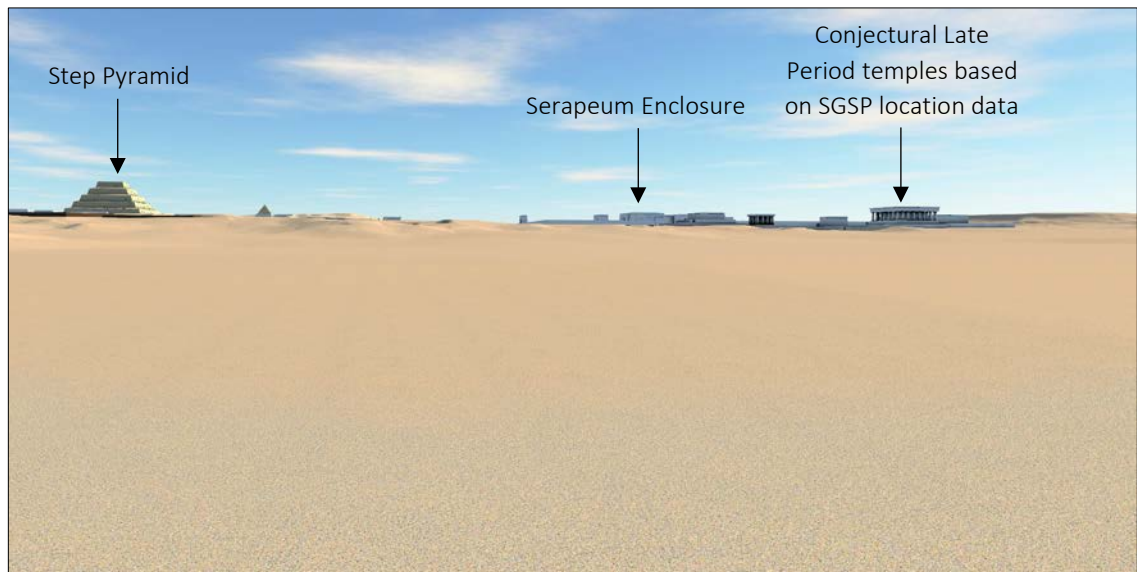 Step Pyramid
Serapeum Enclosure
Conjectural Late
Period temples based
on SGSP location data